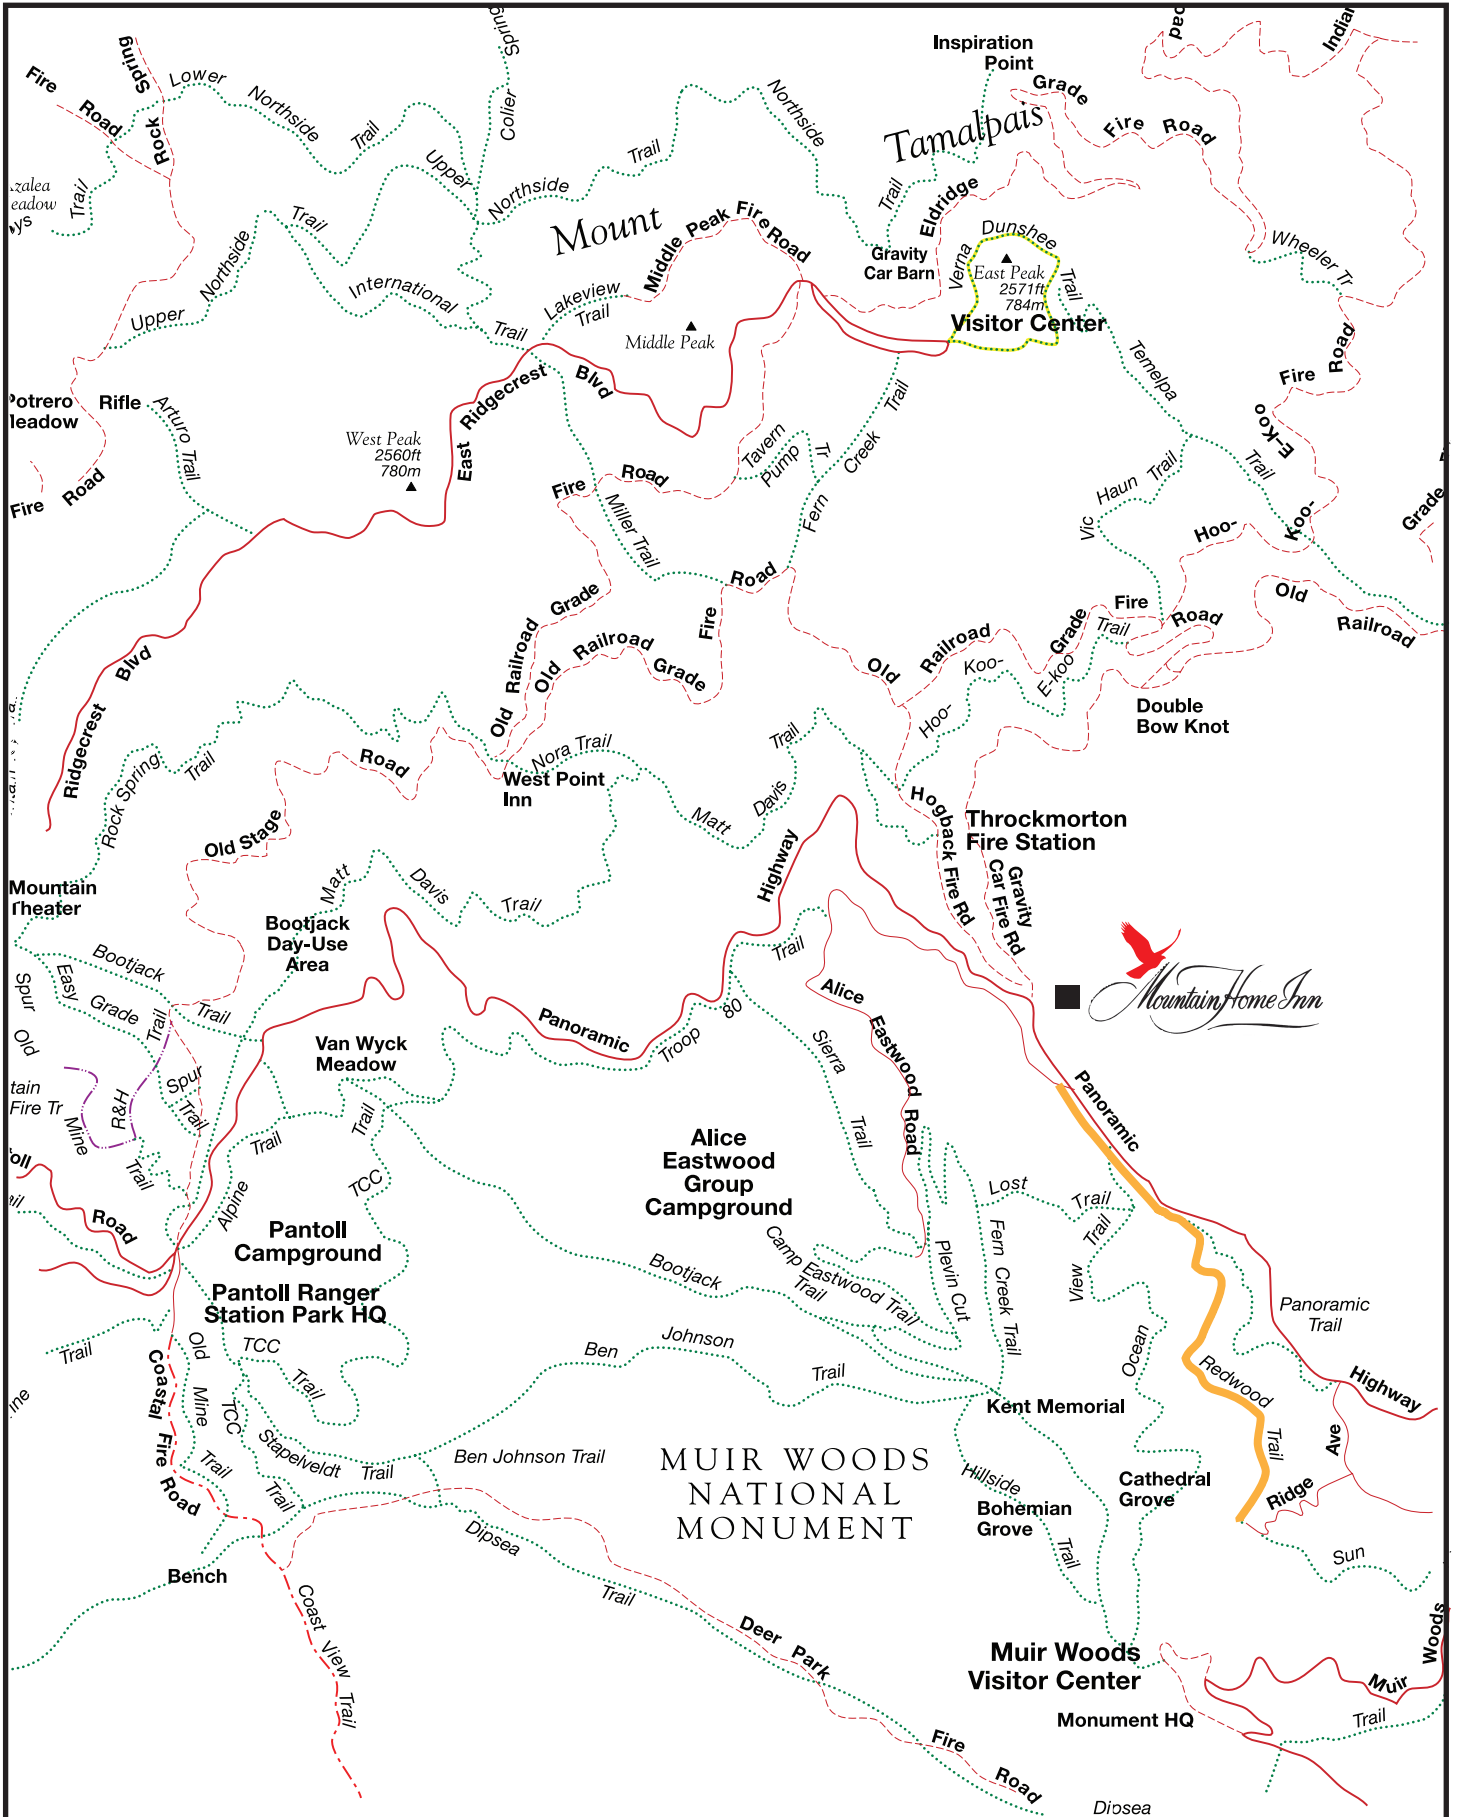 Spring
Fire
Road
Rock
Lower
Northside
Trail
Spring
Colier
Upper
Northside
Trail
Northside
Inspiration
Point
Grade
Fire Road
Indian
Tamalpais
Trail
Eldridge
Trail
Trail
Northside
Upper
International
Trail
Mount
Middle Peak Fire Road
Lakeview
Trail
Middle Peak
Gravity
Car Barn
Verna
Dunshee
Trail
East Peak
2571ft
784m
Visitor Center
Wheeler Tr
Temelpa
Trail
Fire
Road
E-Koo
Koo-
Hoo-
Rifle
Fire
Road
Arturo
Trail
West Peak
2560ft
780m
East Ridgecrest
Blvd
Tavern
Pump
Tr
Fern
Creek
Trail
Fire
Road
Miller Trail
Vic
Haun
Trail
Grade
Ridgecrest
Blvd
Old Railroad
Grade
Old
Railroad
Grade
Fire
Road
Old
Railroad
Grade
Fire
Road
Hoo-
Koo-
E-koo
Trail
Old
Railroad
Double
Bow Knot
Rock Spring
Trail
Old Stage
Road
Nora Trail
West Point
Inn
Matt
Davis
Trail
Hogback Fire Rd
Throckmorton
Fire Station
Gravity
Car Fire Rd
Mountain
Theater
Bootjack
Day-Use
Area
Matt
Davis
Trail
Highway
Bootjack
Trail
Easy
Grade
Trail
Spur
Old
Mine
Trail
Spur
Trail
R&H
Fire Tr
Van Wyck
Meadow
Panoramic
Troop
80
Trail
Alice
Eastwood
Road
Sierra
Trail
Mountain Home Inn
Panoramic
Alice
Eastwood
Group
Campground
Road
Alpine
Trail
TCC
Trail
Pantoll
Campground
Pantoll Ranger
Station Park HQ
Lost
Trail
Fern
Creek
Trail
Plevin Cut
Camp Eastwood Trail
Trail
Bootjack
Ocean
View
Trail
Panoramic
Trail
Highway
Redwood
Trail
Ridge
Ave
Trail
Coastal
Fire
Road
Old
Mine
Trail
TCC
Trail
TCC
Stapelveldt
Trail
Trail
Ben
Johnson
Trail
Ben Johnson Trail
Kent Memorial
MUIR WOODS
NATIONAL
MONUMENT
Hillside
Trail
Bohemian
Grove
Cathedral
Grove
Sun
Bench
Coast
View
Trail
Dipsea
Trail
Deer
Park
Fire
Road
Muir Woods
Visitor Center
Monument HQ
Muir
Woods
Trail
Dipsea